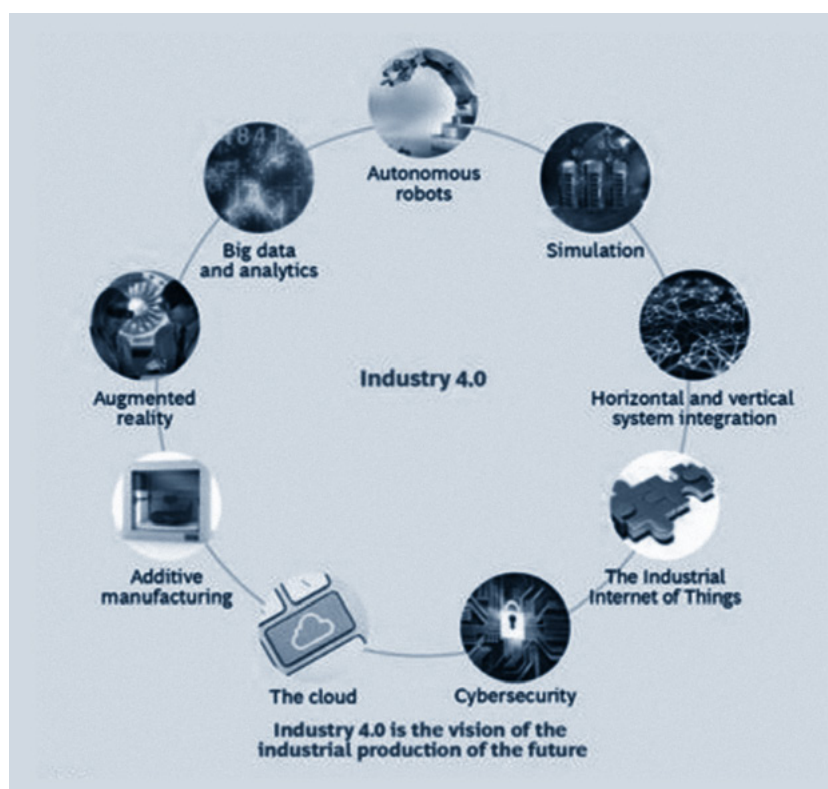 Autonomous
robots
Simulation
Horizontal and vertical
system integration
The Industrial
Internet of Things
Cybersecurity
The cloud
Additive
manufacturing
Augmented
reality
Big data
and analytics
Industry 4.0
Industry 4.0 is the vision of the
industrial production of the future